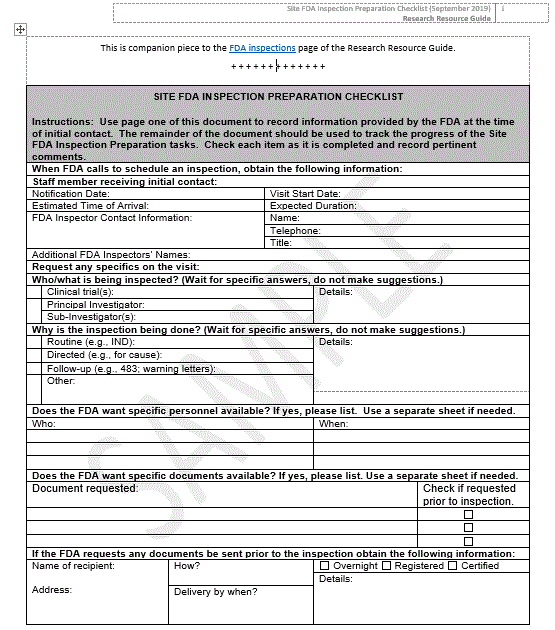 Site FDA Inspection Preparation Checklist (September 2019) i
Research Resource Guide
This is companion piece to the FDA inspections page of the Research Resource Guide.
+ + + + + + + + + + + + + +
SITE FDA INSPECTION PREPARATION CHECKLIST
Instructions: Use page one of this document to record information provided by the FDA at the time
of initial contact. The remainder of the document should be used to track the progress of the Site
FDA Inspection Preparation tasks. Check each item as it is completed and record pertinent
comments.
When FDA calls to schedule an inspection, obtain the following information:
Staff member receiving initial contact:
Notification Date: Visit Start Date:
Estimated Time of Arrival: Expected Duration:
FDA Inspector Contact Information: Name:
Telephone:
Title:
Additional FDA Inspectors' Names:
Request any specifics on the visit:
Who/what is being inspected? (Wait for specific answers, do not make suggestions.)
Clinical trial(s): Details:
Principal Investigator:
Sub-Investigator(s):
Why is the inspection being done? (Wait for specific answers, do not make suggestions.)
Routine (e.g., IND): Details:
Directed (e.g., for cause):
Follow-up (e.g., 483; warning letters):
Other:
Does the FDA want specific personnel available? If yes, please list. Use a separate sheet if needed.
Who: When:
Does the FDA want specific documents available? If yes, please list. Use a separate sheet if needed.
Document requested: Check if requested
prior to inspection.
If the FDA requests any documents be sent prior to the inspection obtain the following information:
Name of recipient: How? ☐ Overnight ☐ Registered ☐ Certified
Details:
Address: Delivery by when?
SAMPLE